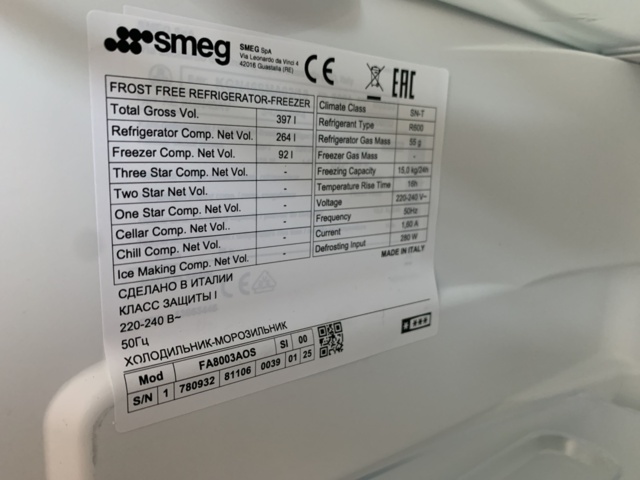 smeg
SMEG SpA
Via Leonardo da Vinci 4
42016 Guastalla (RE)
CE
EAC
FROST FREE REFRIGERATOR-FREEZER
Total Gross Vol. 397 l
Refrigerator Comp. Net Vol. 264 l
Freezer Comp. Net Vol. 92 l
Three Star Comp. Net Vol. -
Two Star Net Vol. -
One Star Comp. Net Vol. -
Cellar Comp. Net Vol.. -
Chill Comp. Net Vol. -
Ice Making Comp. Net Vol. -
Climate Class SN-T
Refrigerant Type R600
Refrigerator Gas Mass 55 g
Freezer Gas Mass -
Freezing Capacity 15,0 kg/24h
Temperature Rise Time 16h
Voltage 220-240 V~
Frequency 50Hz
Current 1,60 A
Defrosting Input 280 W
MADE IN ITALY
СДЕЛАНО В ИТАЛИИ
КЛАСС ЗАЩИТЫ I
220-240 В~
50Гц
ХОЛОДИЛЬНИК-МОРОЗИЛЬНИК
Mod FA8003AOS SI 00
S/N 1 780932 81106 0039 01 25